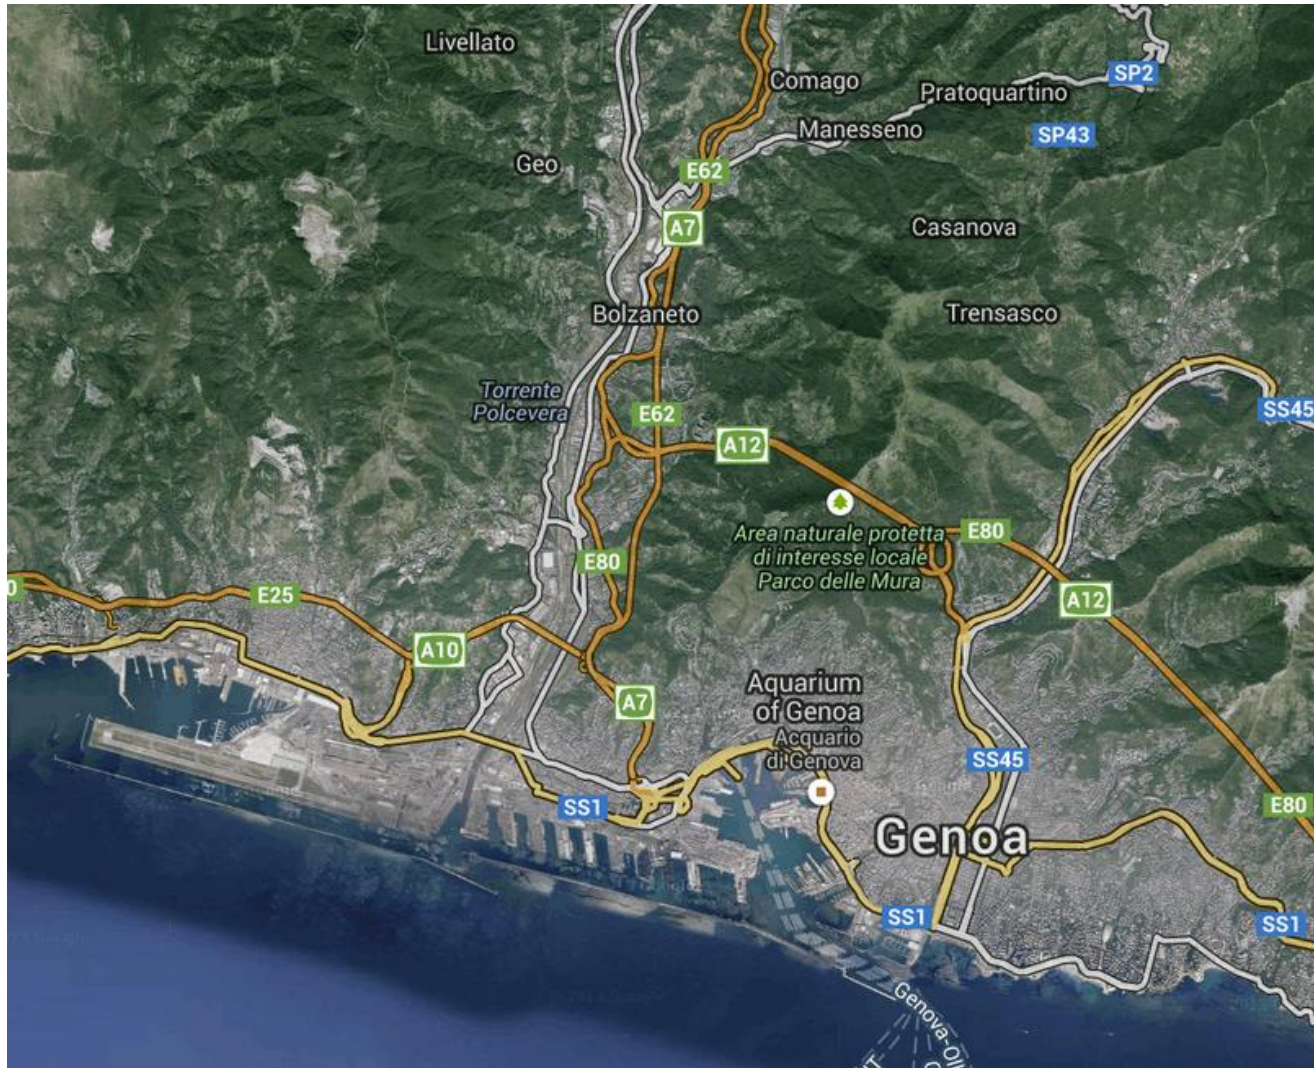 Livellato
Comago
SP2
Pratoquartino
Manesseno
SP43
Geo
E62
A7
Casanova
Bolzaneto
Trensasco
Torrente
Polcevera
E62
SS45
A12
Area naturale protetta
di interesse locale
Parco delle Mura
E80
E80
0
E25
A12
A10
Aquarium
of Genoa
Acquario
di Genova
A7
SS45
SS1
E80
Genoa
SS1
SS1
Genova-Olb